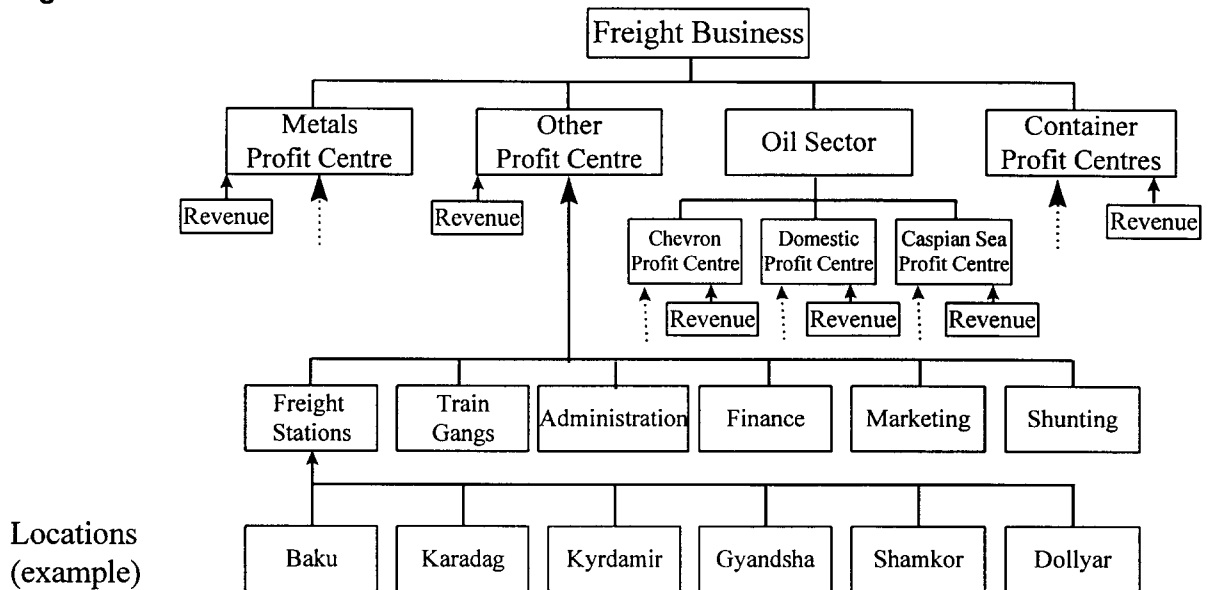 Freight Business
Metals
Profit Centre
Other
Profit Centre
Oil Sector
Container
Profit Centres
Revenue
Revenue
Revenue
Chevron
Profit Centre
Domestic
Profit Centre
Caspian Sea
Profit Centre
Revenue
Revenue
Revenue
Freight
Stations
Train
Gangs
Administration
Finance
Marketing
Shunting
Locations
(example)
Baku
Karadag
Kyrdamir
Gyandsha
Shamkor
Dollyar